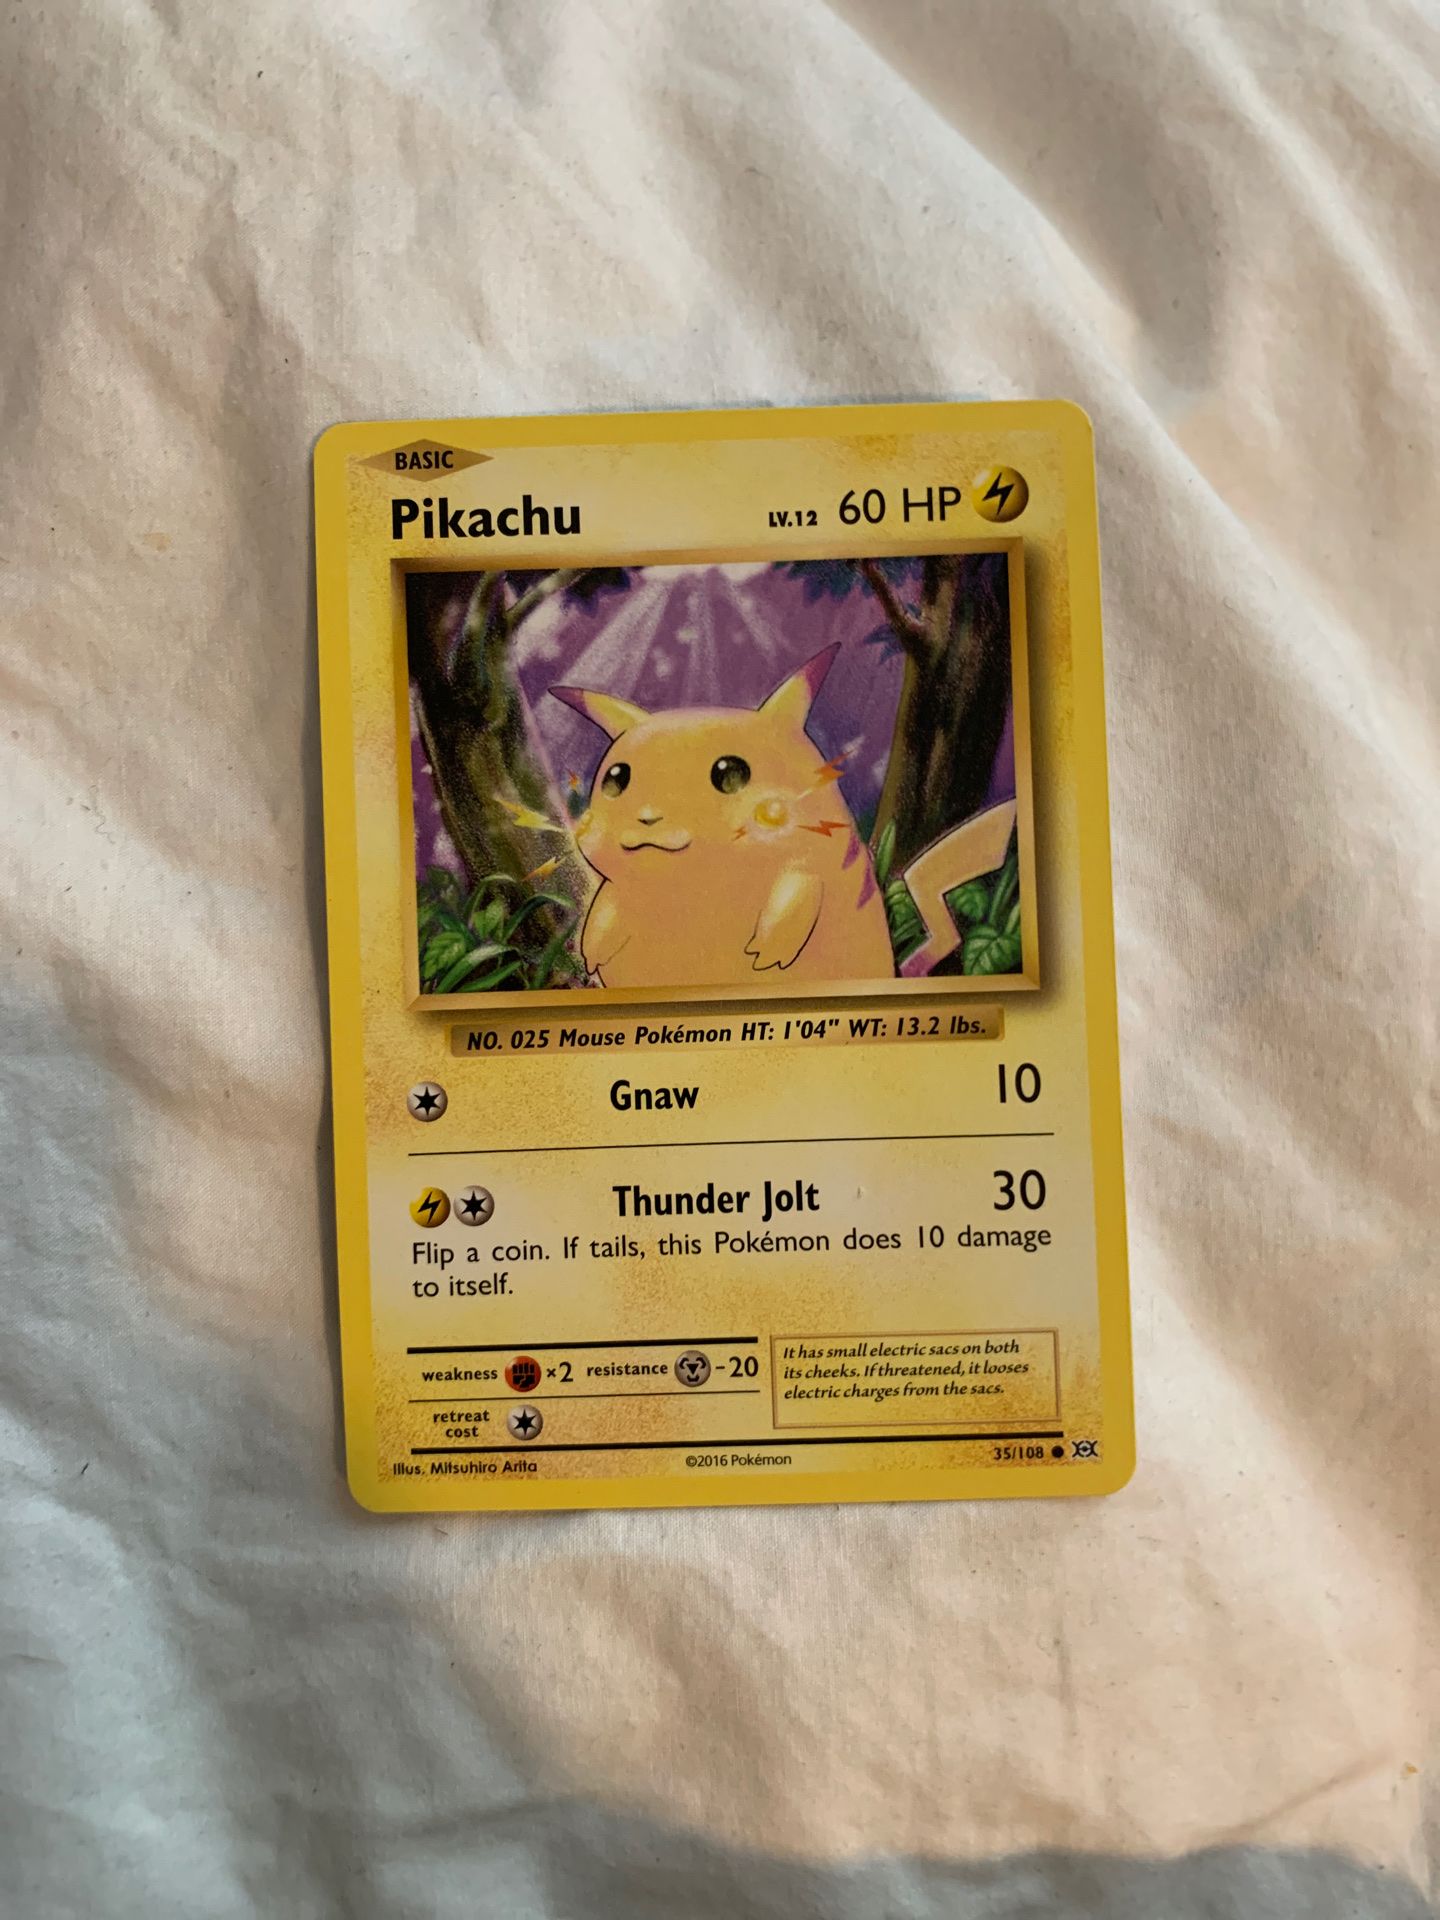 BASIC
Pikachu LV.12 60 HP
NO. 025 Mouse Pokémon HT: 1'04" WT: 13.2 lbs.
Gnaw 10
Thunder Jolt 30
Flip a coin. If tails, this Pokémon does 10 damage
to itself.
weakness ×2 resistance -20
retreat
cost
It has small electric sacs on both
its cheeks. If threatened, it looses
electric charges from the sacs.
Illus. Mitsuhiro Arita ©2016 Pokémon 35/108